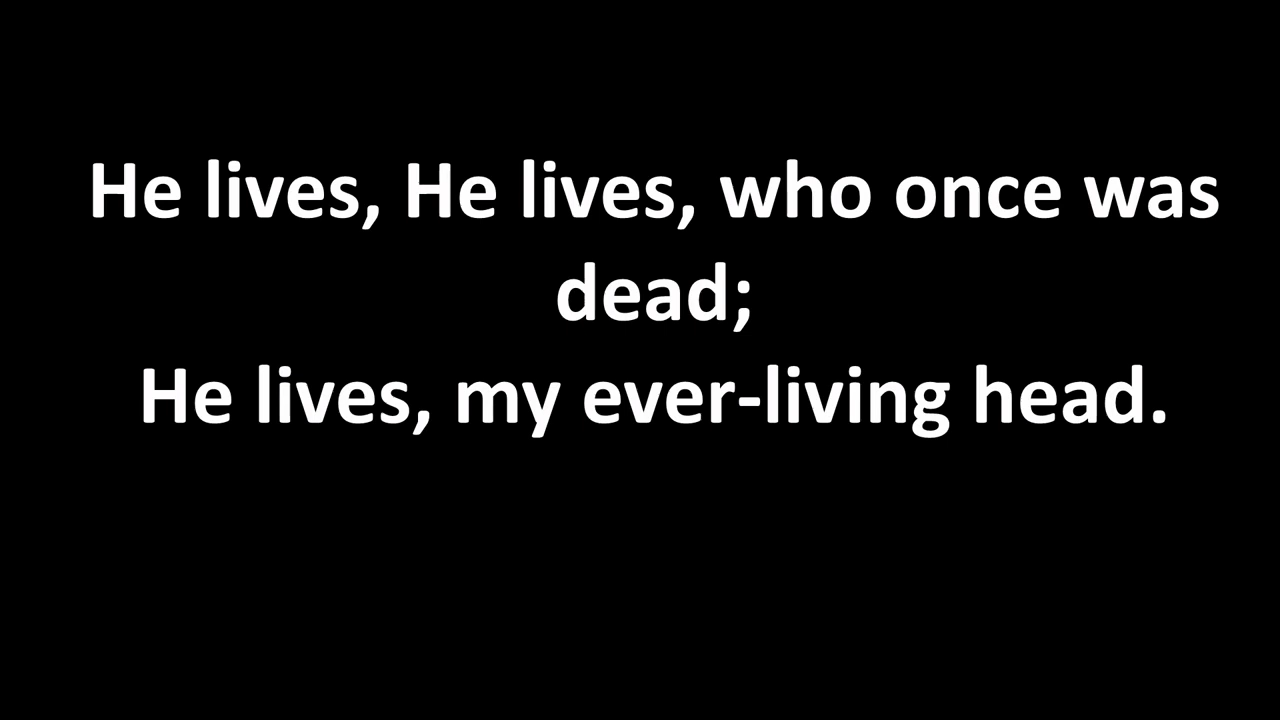 He lives, He lives, who once was
dead;
He lives, my ever-living head.